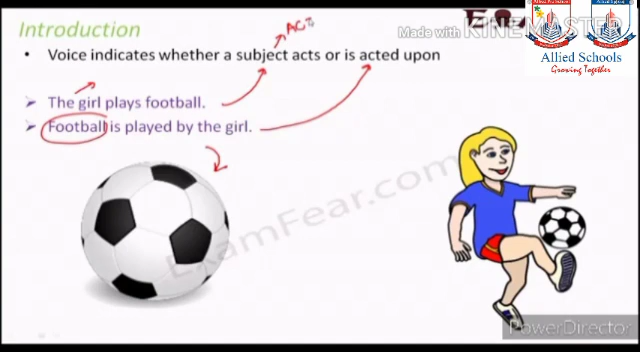 Introduction
Made with KINEMASTER
ACT
• Voice indicates whether a subject acts or is acted upon
Allied Schools
Growing Together
➢ The girl plays football.
➢ Football is played by the girl.
ExamFear.com
PowerDirector